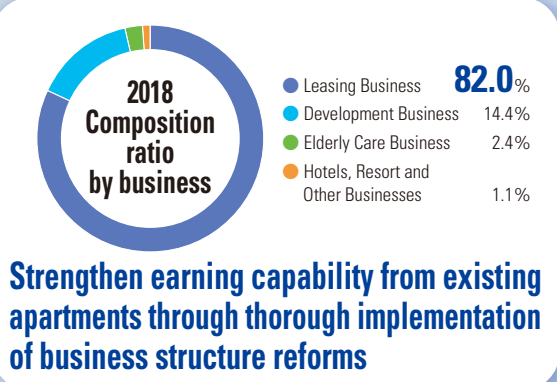 2018
Composition
ratio
by business
Leasing Business 82.0%
Development Business 14.4%
Elderly Care Business 2.4%
Hotels, Resort and
Other Businesses 1.1%
Strengthen earning capability from existing
apartments through thorough implementation
of business structure reforms